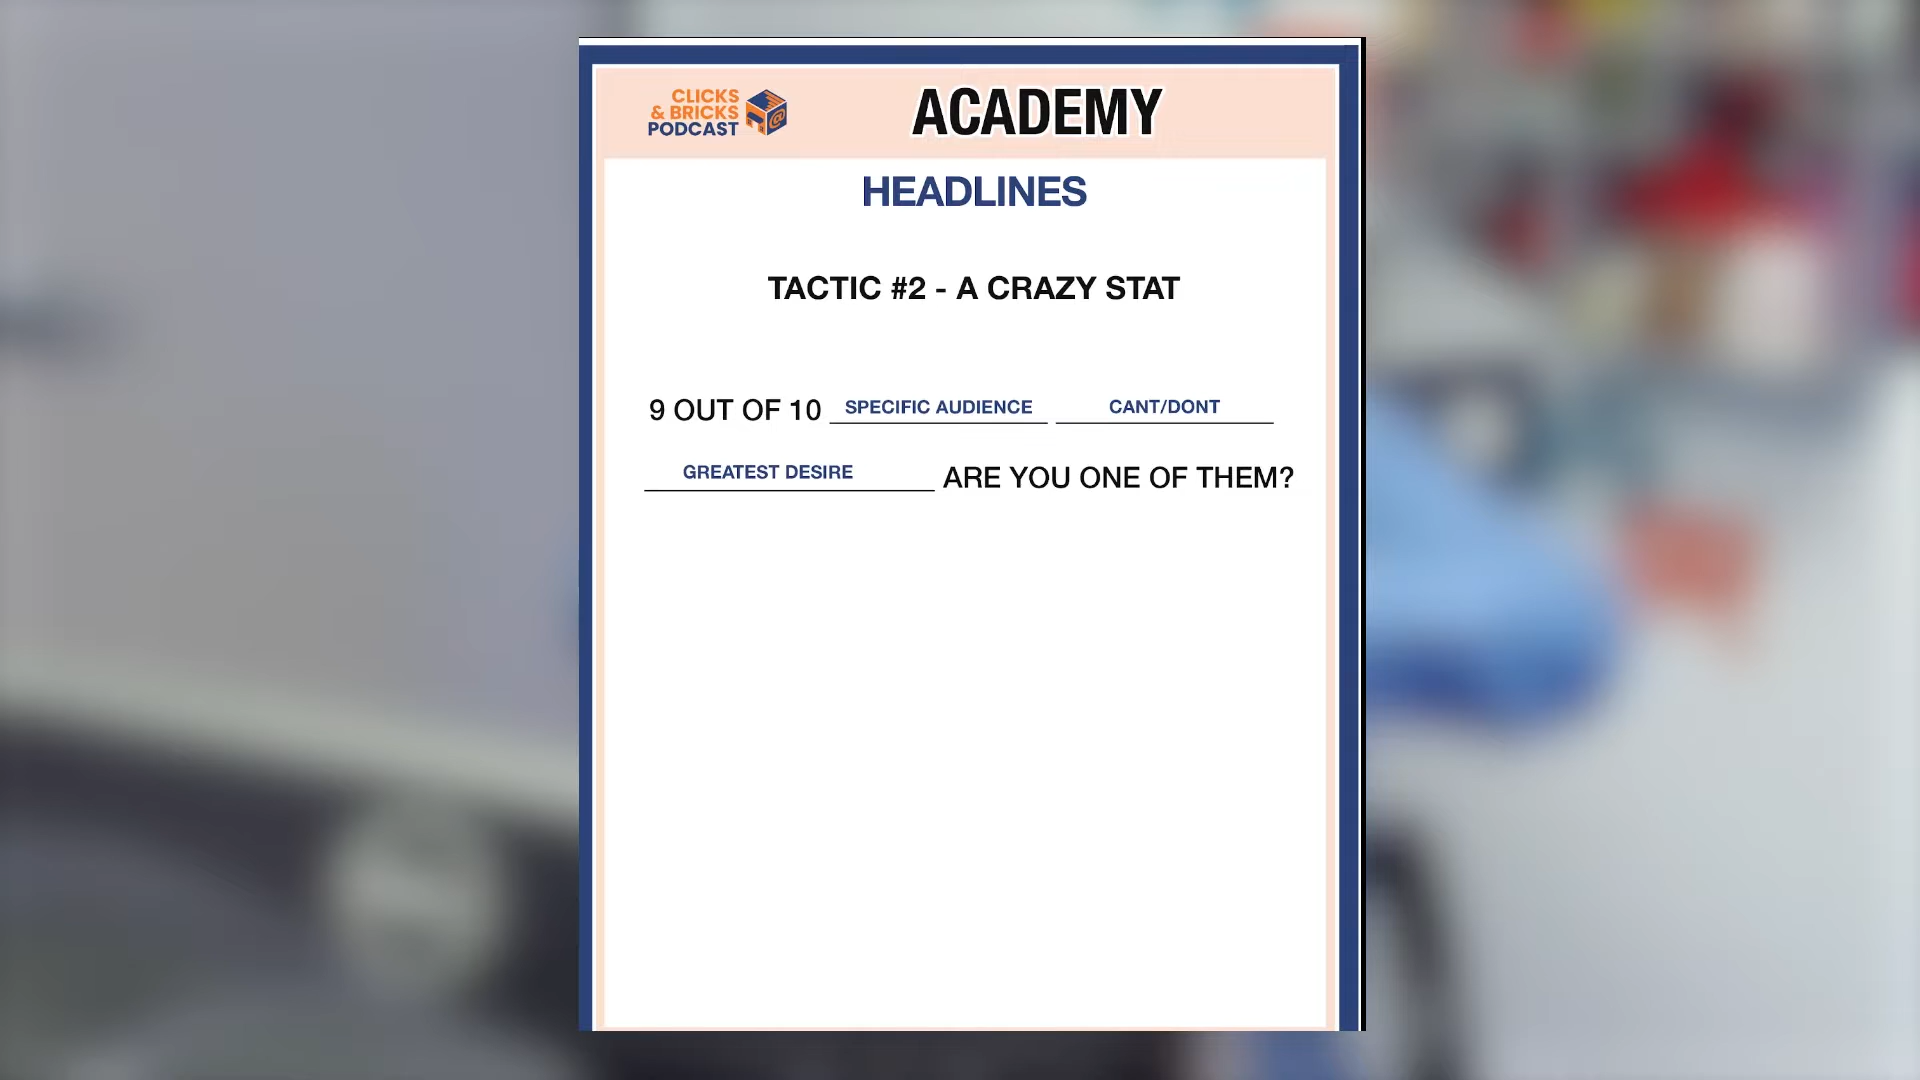 CLICKS
& BRICKS
PODCAST
ACADEMY
HEADLINES
TACTIC #2 - A CRAZY STAT
9 OUT OF 10 SPECIFIC AUDIENCE CANT/DONT
GREATEST DESIRE ARE YOU ONE OF THEM?